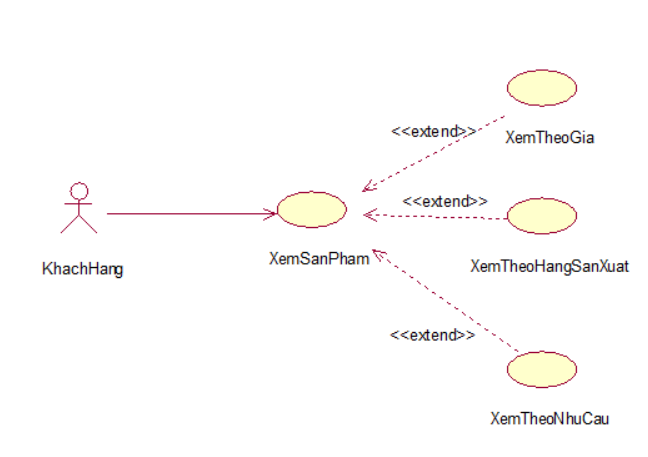 <<extend>>
XemTheoGia
<<extend>>
KhachHang
XemSanPham
XemTheoHangSanXuat
<<extend>>
XemTheoNhuCau